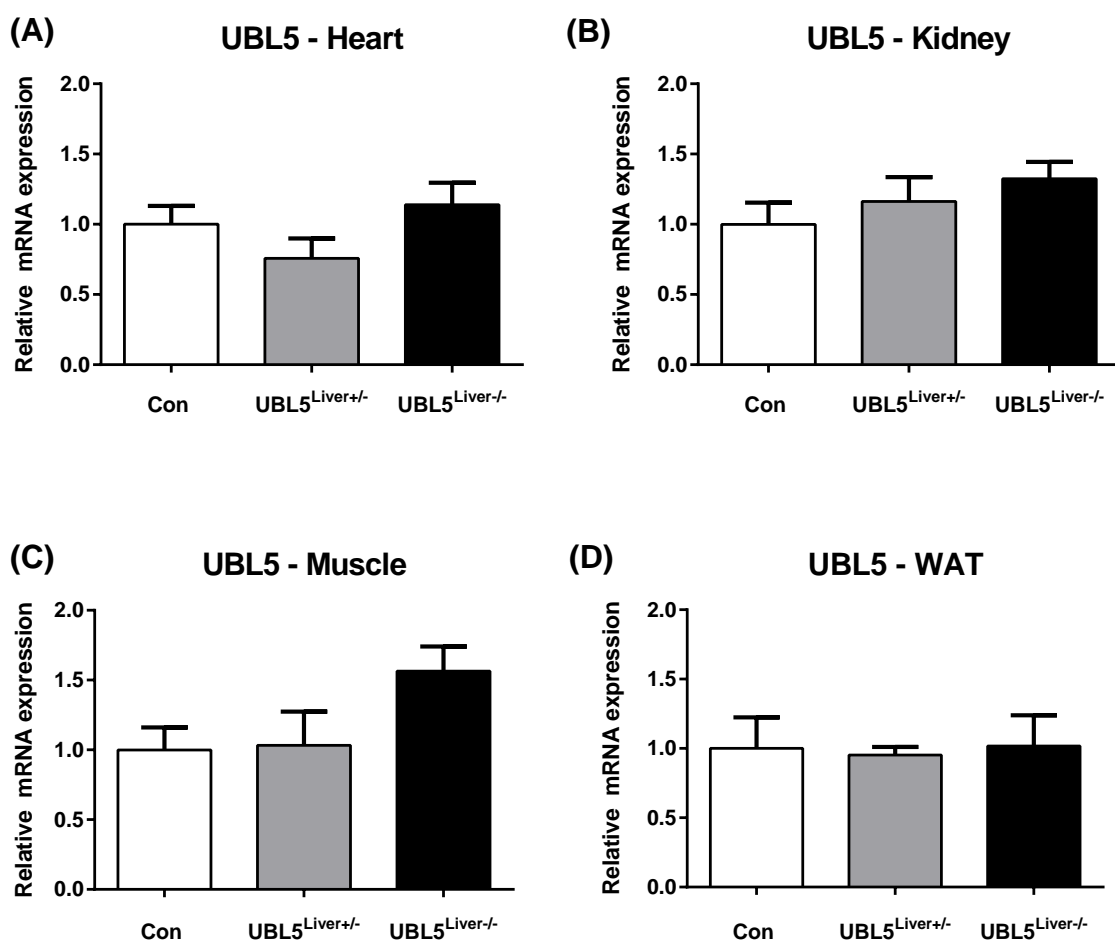 (A)
UBL5 - Heart
Relative mRNA expression
2.0
1.5
1.0
0.5
0.0
Con
UBL5Liver+/-
UBL5Liver-/-
(B)
UBL5 - Kidney
Relative mRNA expression
2.0
1.5
1.0
0.5
0.0
Con
UBL5Liver+/-
UBL5Liver-/-
(C)
UBL5 - Muscle
Relative mRNA expression
2.0
1.5
1.0
0.5
0.0
Con
UBL5Liver+/-
UBL5Liver-/-
(D)
UBL5 - WAT
Relative mRNA expression
2.0
1.5
1.0
0.5
0.0
Con
UBL5Liver+/-
UBL5Liver-/-